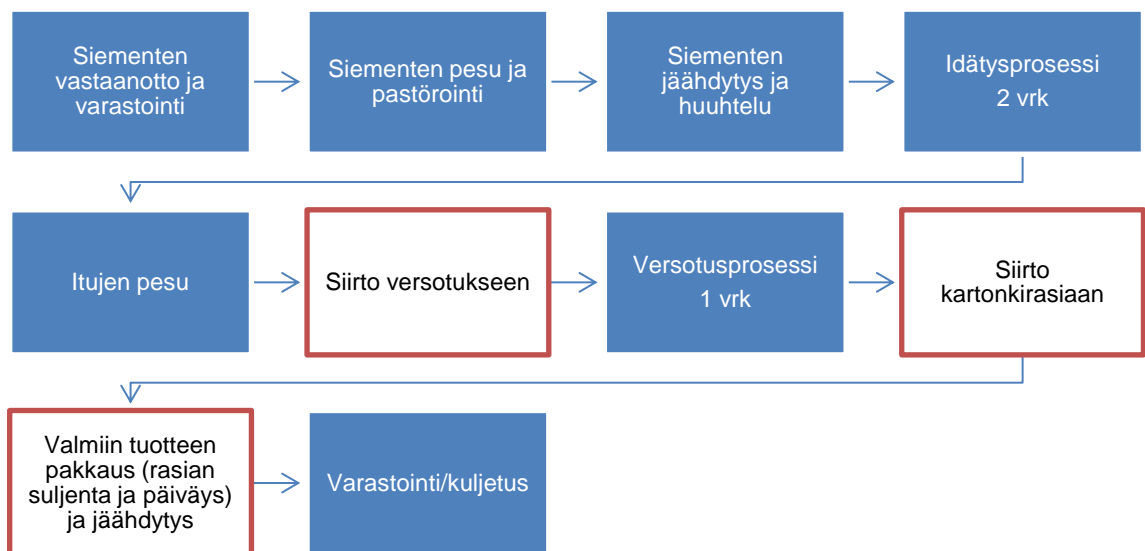 Siementen
vastaanotto ja
varastointi
Siementen pesu ja
pastörointi
Siementen
jäähdytys ja
huuhtelu
Idätysprosessi
2 vrk
Itujen pesu
Siirto versotukseen
Versotusprosessi
1 vrk
Siirto
kartonkirasiaan
Valmiin tuotteen
pakkaus (rasian
suljenta ja päiväys)
ja jäähdytys
Varastointi/kuljetus